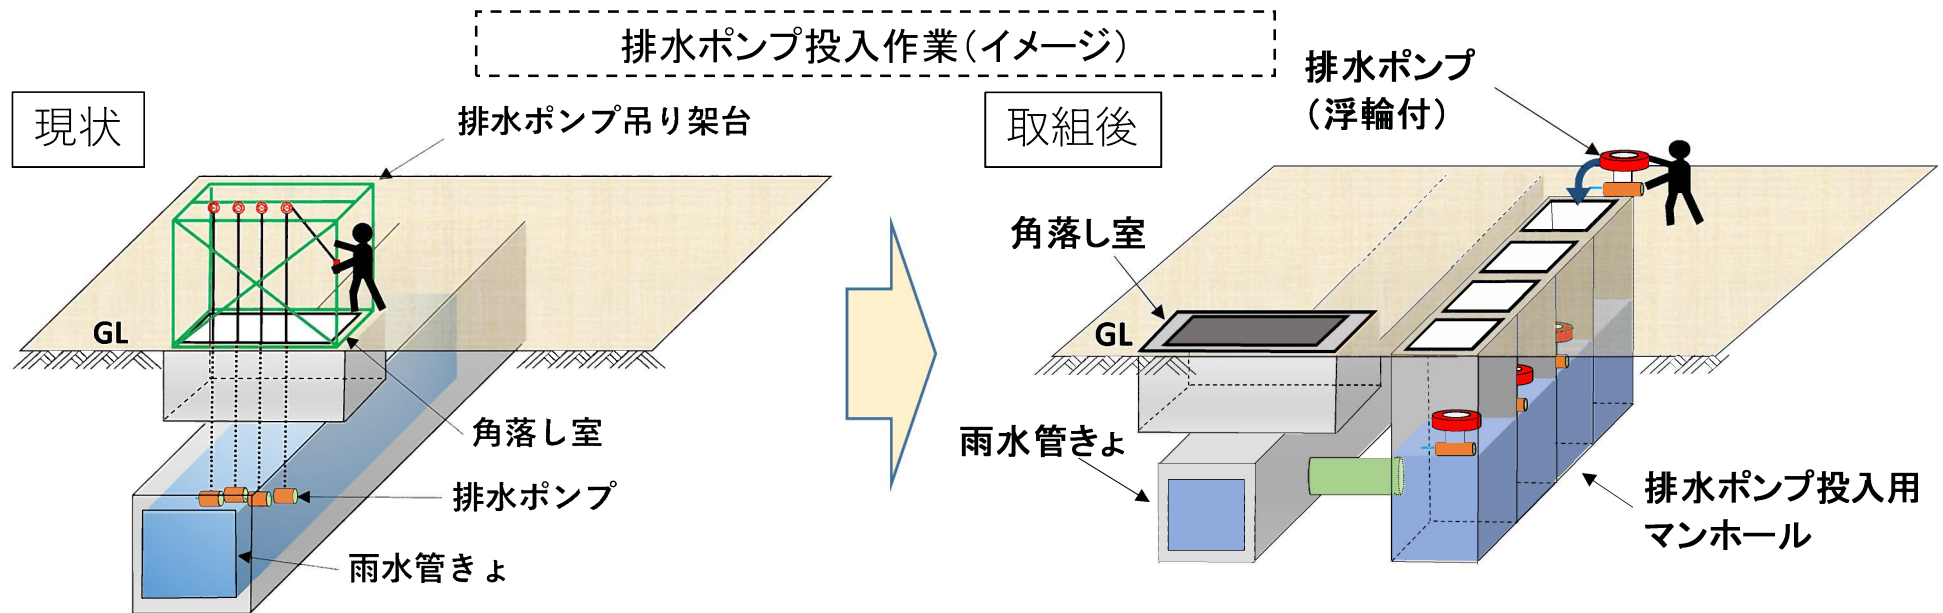 排水ポンプ投入作業(イメージ)
現状
排水ポンプ吊り架台
GL
角落し室
排水ポンプ
雨水管きょ
取組後
排水ポンプ
(浮輪付)
角落し室
GL
雨水管きょ
排水ポンプ投入用
マンホール